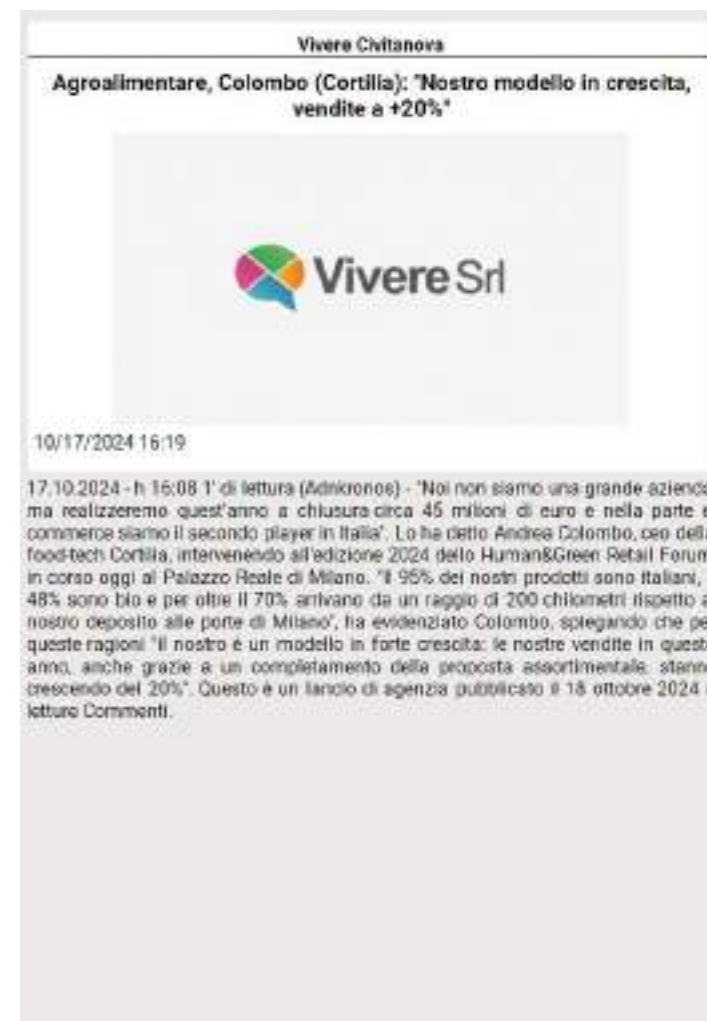 Vivere Civitanova
Agroalimentare, Colombo (Cortilia): "Nostro modello in crescita,
vendite a +20%"
Vivere Srl
10/17/2024 16:19
17.10.2024 - h 16:08 1' di lettura (Adnkronos) - "Noi non siamo una grande azienda
ma realizzeremo quest'anno a chiusura circa 45 milioni di euro e nella parte e
commerce siamo il secondo player in Italia". Lo ha detto Andrea Colombo, ceo della
food-tech Cortilia, intervenendo all'edizione 2024 dello Human&Green Retail Forum
in corso oggi al Palazzo Reale di Milano. "Il 95% dei nostri prodotti sono italiani,
48% sono bio e per oltre il 70% arrivano da un raggio di 200 chilometri rispetto a
nostro deposito alle porte di Milano", ha evidenziato Colombo, spiegando che pe
queste ragioni "il nostro è un modello in forte crescita: le nostre vendite in questo
anno, anche grazie a un completamento della proposta assortimentale, stanno
crescendo del 20%". Questo è un lancio di agenzia pubblicato il 18 ottobre 2024
letture Commenti.